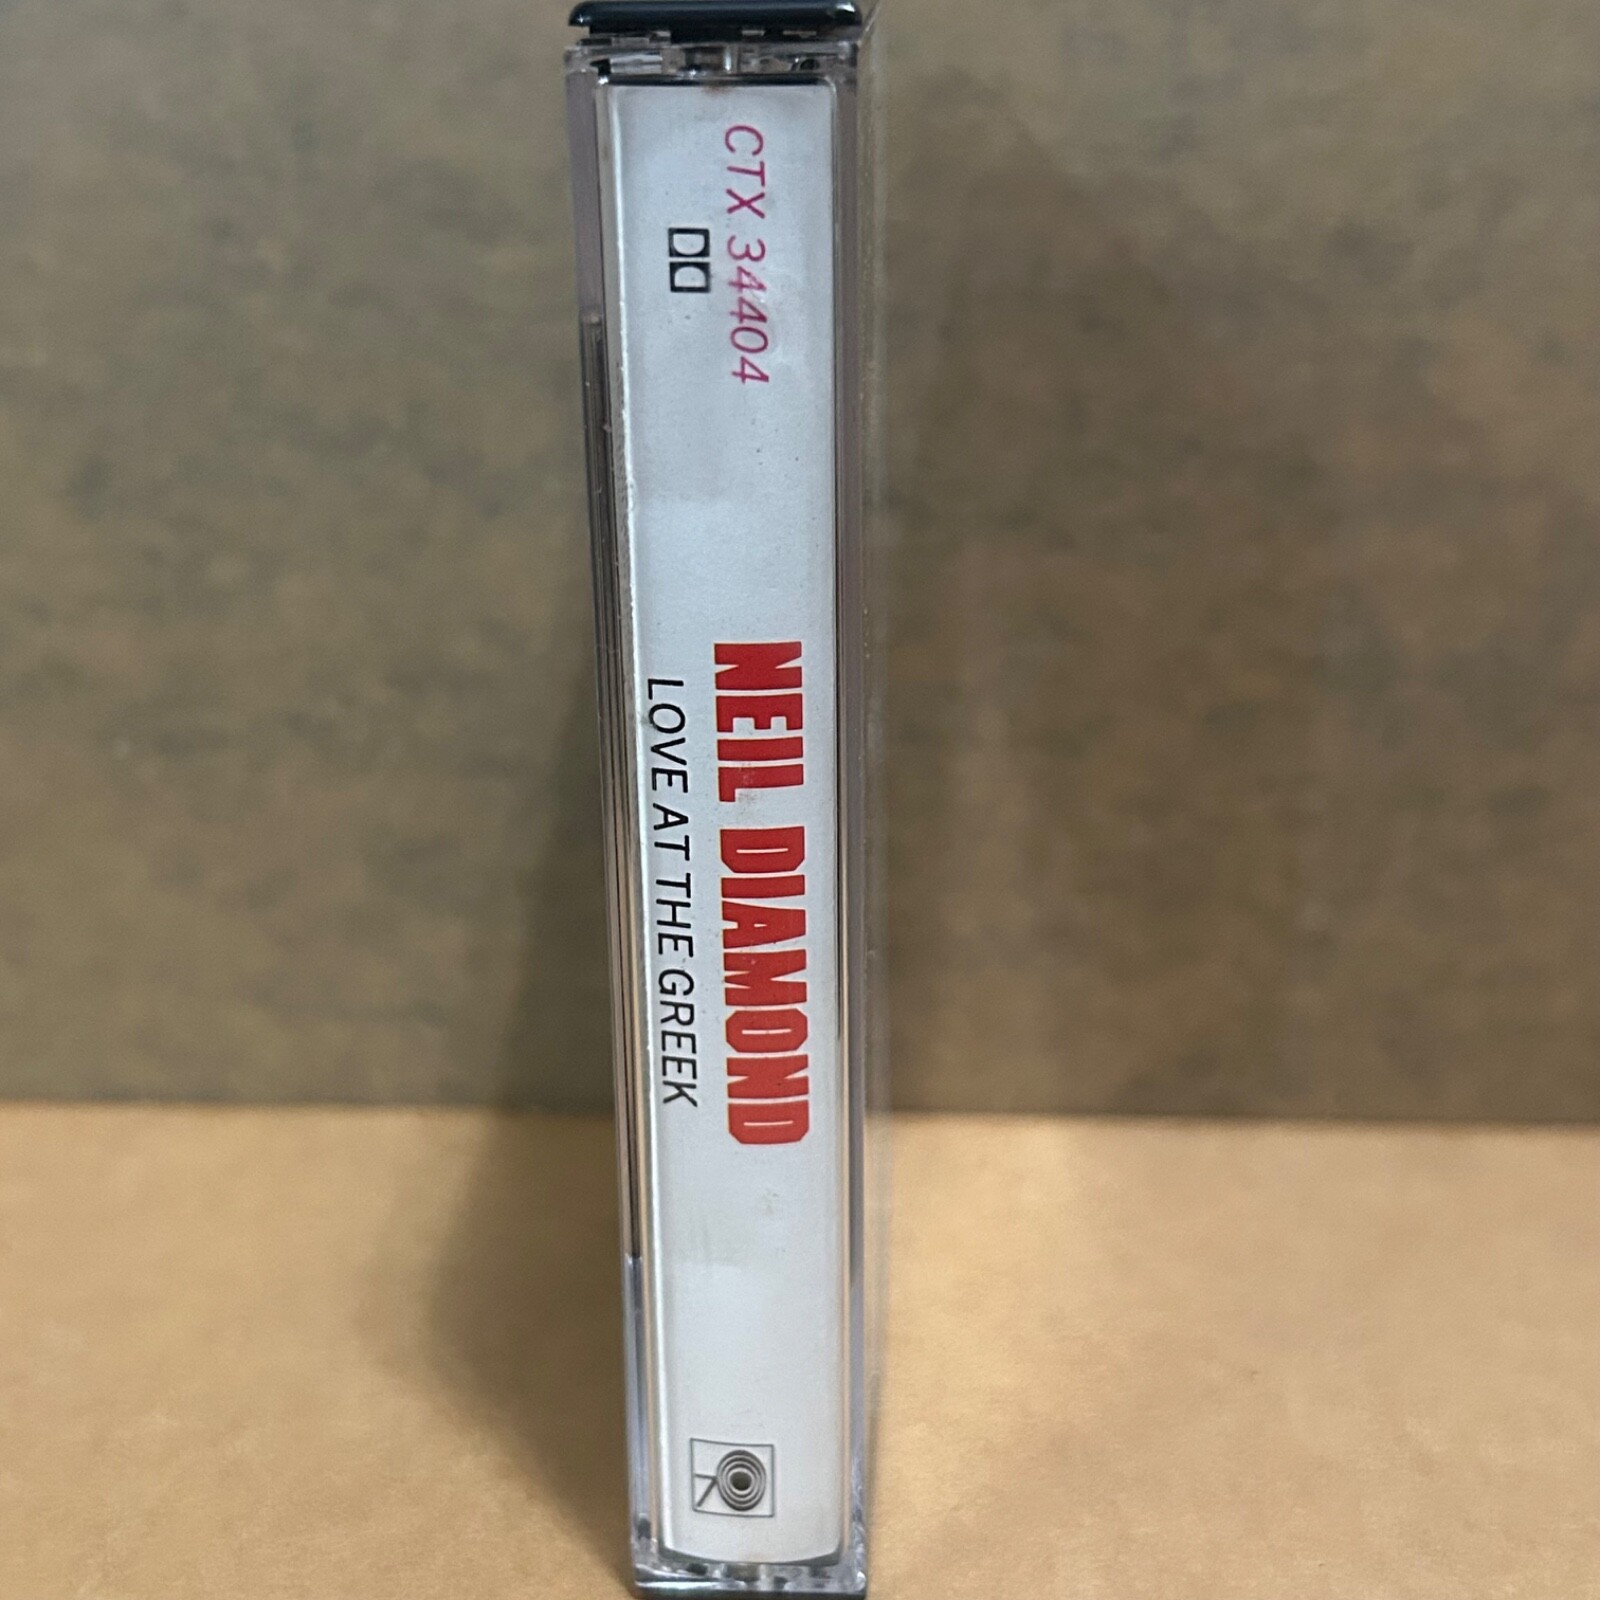 CTX 34404
NEIL DIAMOND
LOVE AT THE GREEK